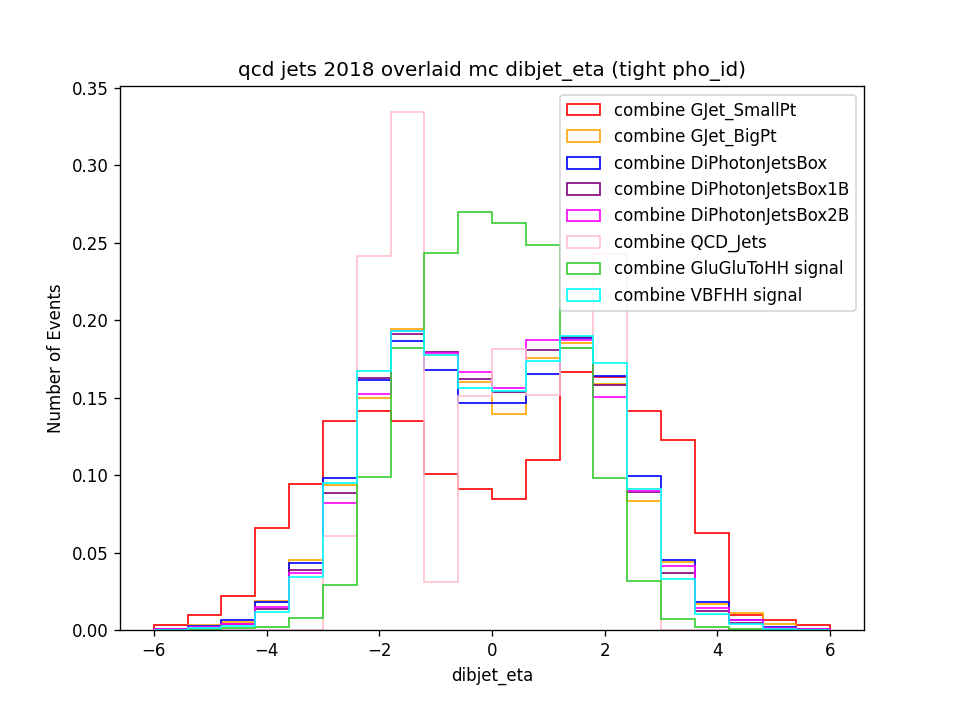 qcd jets 2018 overlaid mc dibjet_eta (tight pho_id)
Number of Events
0.35
0.30
0.25
0.20
0.15
0.10
0.05
0.00
combine GJet_SmallPt
combine GJet_BigPt
combine DiPhotonJetsBox
combine DiPhotonJetsBox1B
combine DiPhotonJetsBox2B
combine QCD_Jets
combine GluGluToHH signal
combine VBFHH signal
−6 −4 −2 0 2 4 6
dibjet_eta